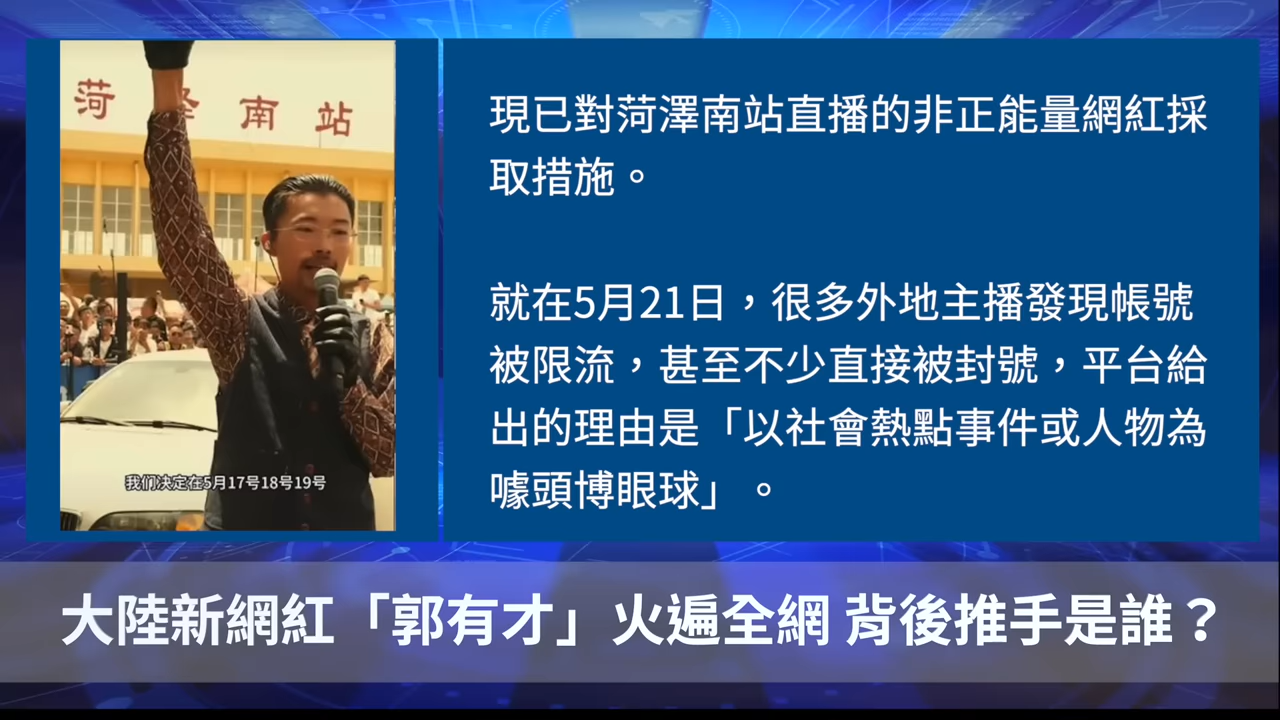 菏泽南站
現已對菏澤南站直播的非正能量網紅採
取措施。
就在5月21日，很多外地主播發現帳號
被限流，甚至不少直接被封號，平台給
出的理由是「以社會熱點事件或人物為
噱頭博眼球」。
我们决定在5月17号18号19号
大陸新網紅「郭有才」火遍全網 背後推手是誰？